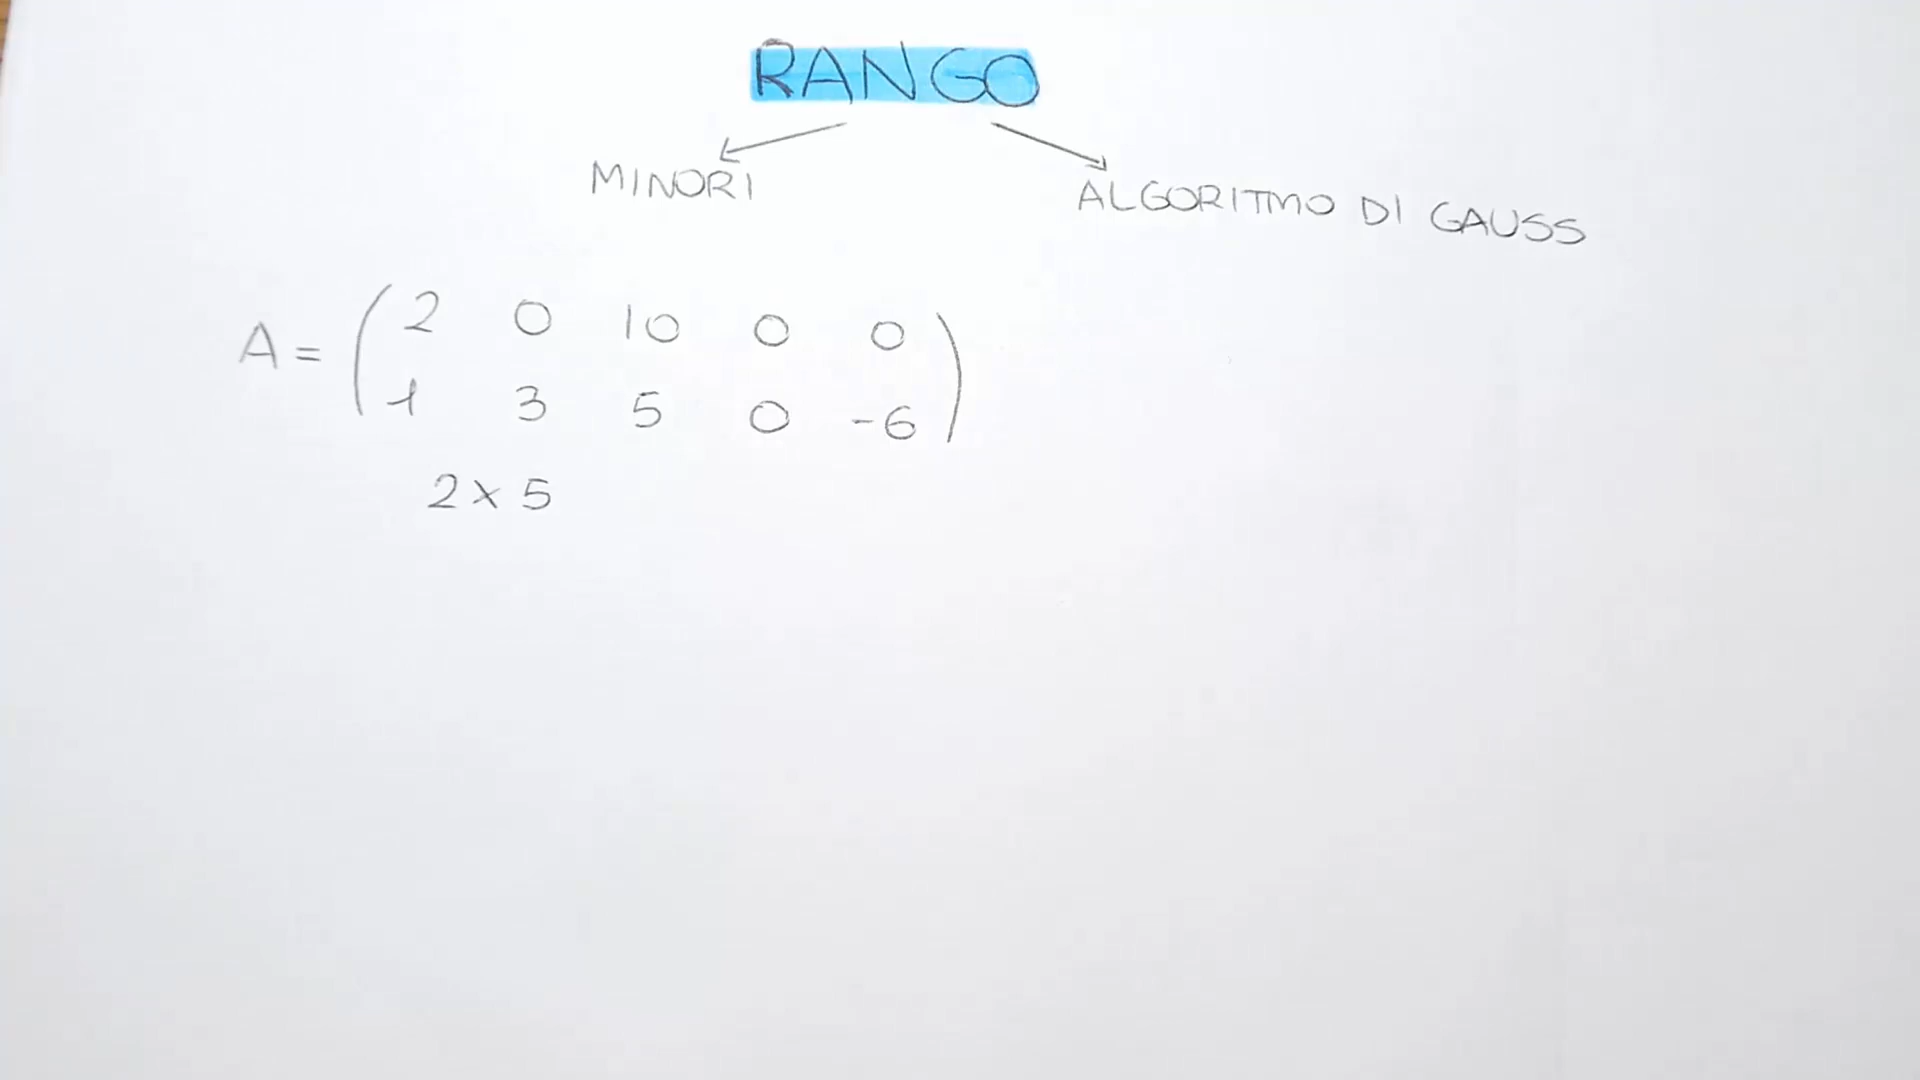 RANGO
MINORI
ALGORITMO DI GAUSS
A = ( 2 0 10 0 0
1 3 5 0 -6 )
2 x 5